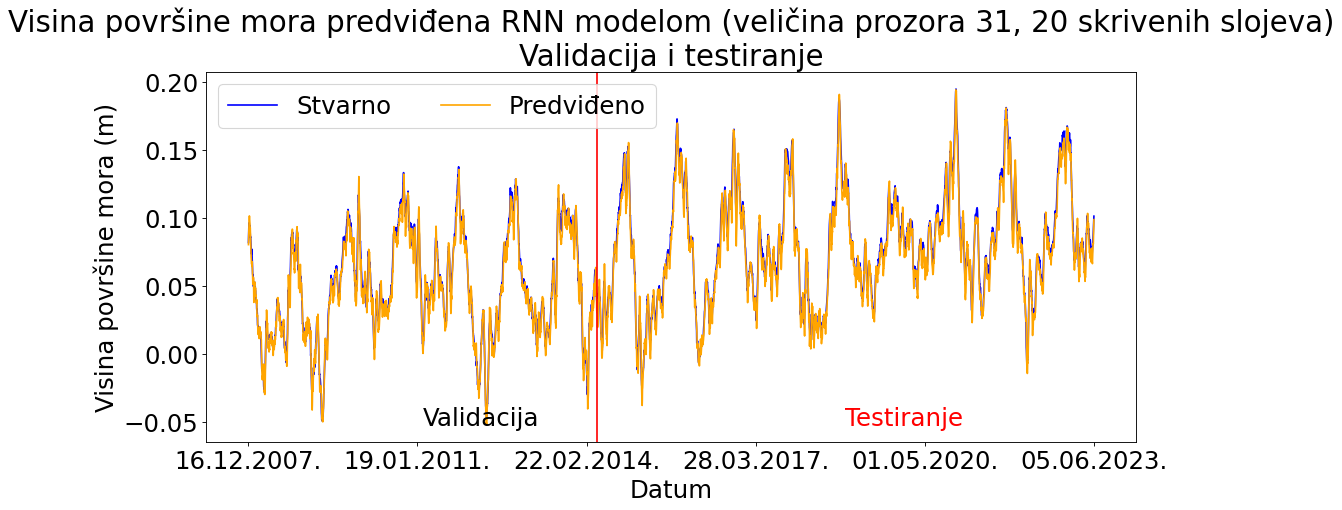 Visina površine mora predviđena RNN modelom (veličina prozora 31, 20 skrivenih slojeva)
Validacija i testiranje
Stvarno
Predviđeno
Visina površine mora (m)
0.20
0.15
0.10
0.05
0.00
−0.05
Validacija
Testiranje
16.12.2007.
19.01.2011.
22.02.2014.
28.03.2017.
01.05.2020.
05.06.2023.
Datum